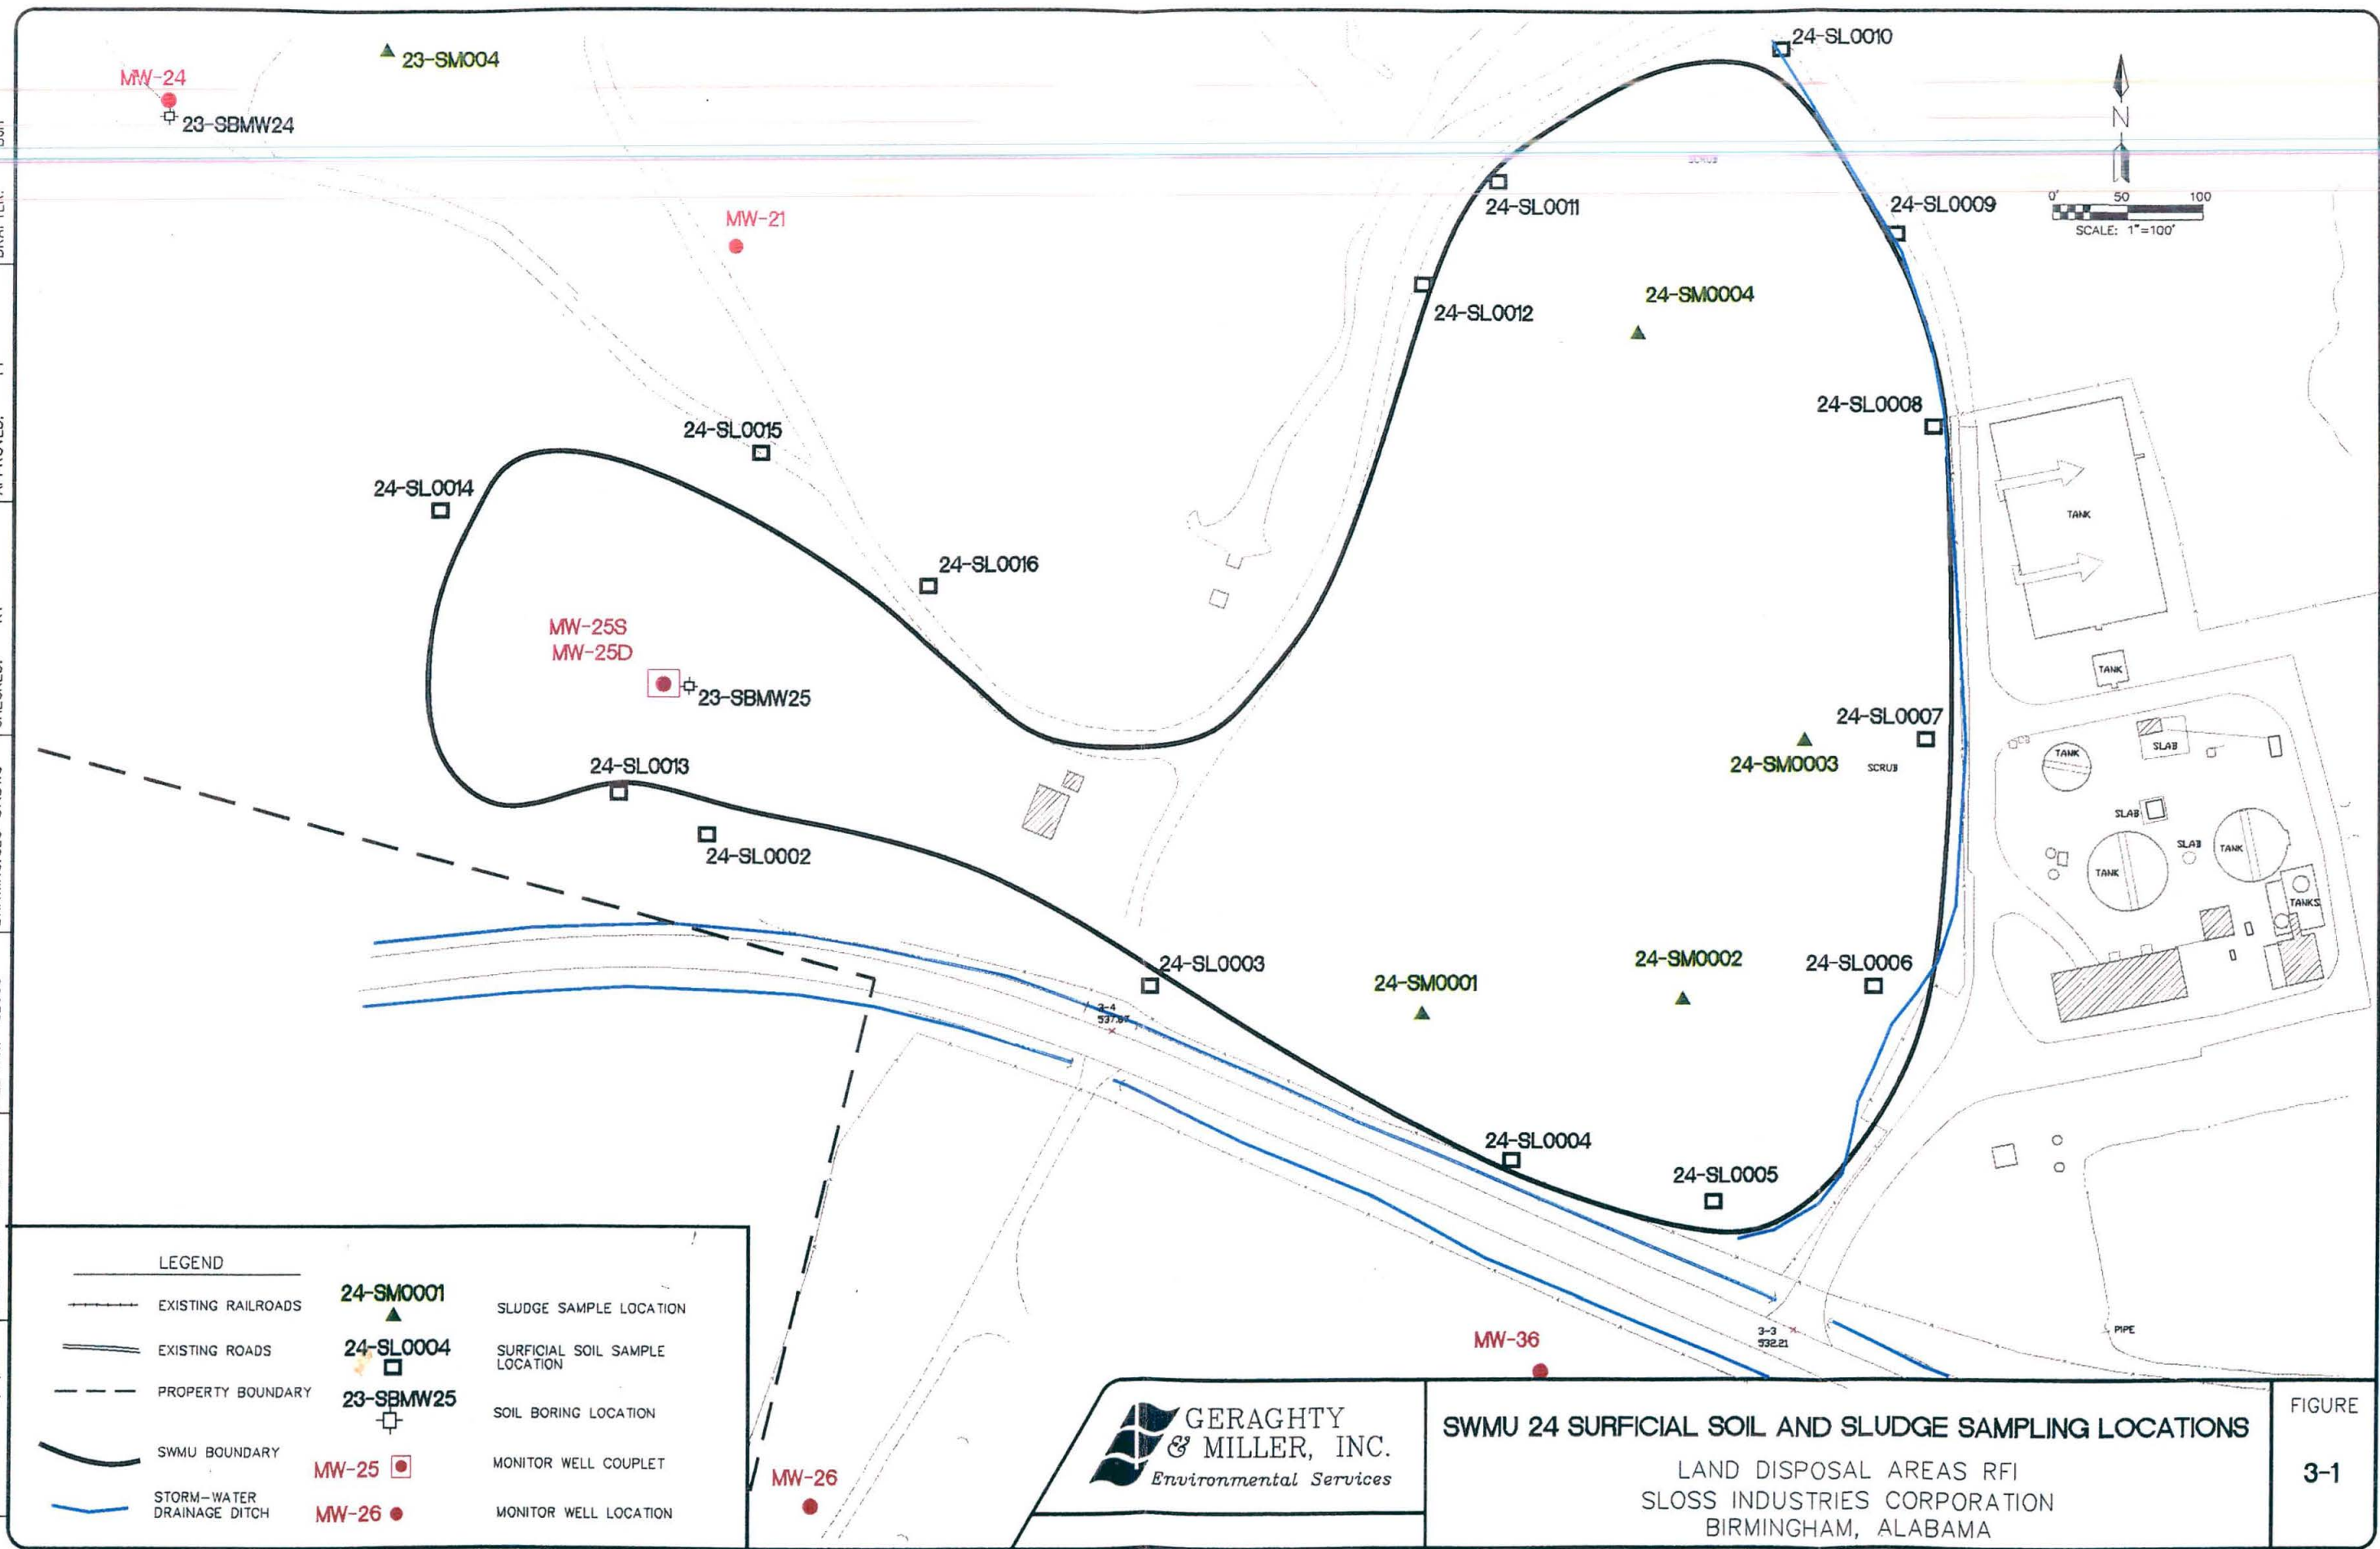 24-SL0010
23-SM004
MW-24
23-SBMW24
N
SCRUB
24-SL0009
0' 50 100
SCALE: 1"=100'
24-SL0011
MW-21
24-SM0004
24-SL0012
24-SL0008
24-SL0015
24-SL0014
TANK
24-SL0016
MW-25S
MW-25D
23-SBMW25
TANK
24-SL0007
SLAB
TANK
24-SM0003
SCRUB
24-SL0013
SLAB
24-SL0002
SLAB
TANK
TANK
TANKS
24-SL0003
24-SM0002
24-SL0006
24-SM0001
3-4
537.67
24-SL0004
24-SL0005
3-3
532.21
PIPE
MW-36
MW-26
LEGEND
EXISTING RAILROADS
EXISTING ROADS
PROPERTY BOUNDARY
SWMU BOUNDARY
STORM-WATER
DRAINAGE DITCH
24-SM0001
SLUDGE SAMPLE LOCATION
24-SL0004
SURFICIAL SOIL SAMPLE
LOCATION
23-SBMW25
SOIL BORING LOCATION
MW-25
MONITOR WELL COUPLET
MW-26
MONITOR WELL LOCATION
GERAGHTY
& MILLER, INC.
Environmental Services
SWMU 24 SURFICIAL SOIL AND SLUDGE SAMPLING LOCATIONS
LAND DISPOSAL AREAS RFI
SLOSS INDUSTRIES CORPORATION
BIRMINGHAM, ALABAMA
FIGURE
3-1